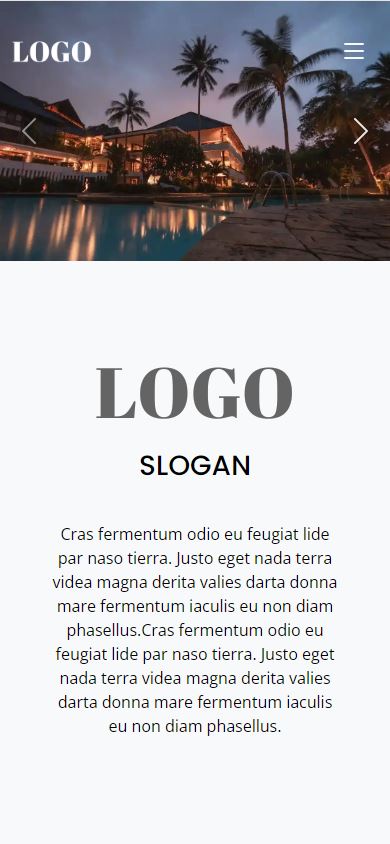 LOGO
LOGO
SLOGAN
Cras fermentum odio eu feugiat lide
par naso tierra. Justo eget nada terra
videa magna derita valies darta donna
mare fermentum iaculis eu non diam
phasellus.Cras fermentum odio eu
feugiat lide par naso tierra. Justo eget
nada terra videa magna derita valies
darta donna mare fermentum iaculis
eu non diam phasellus.